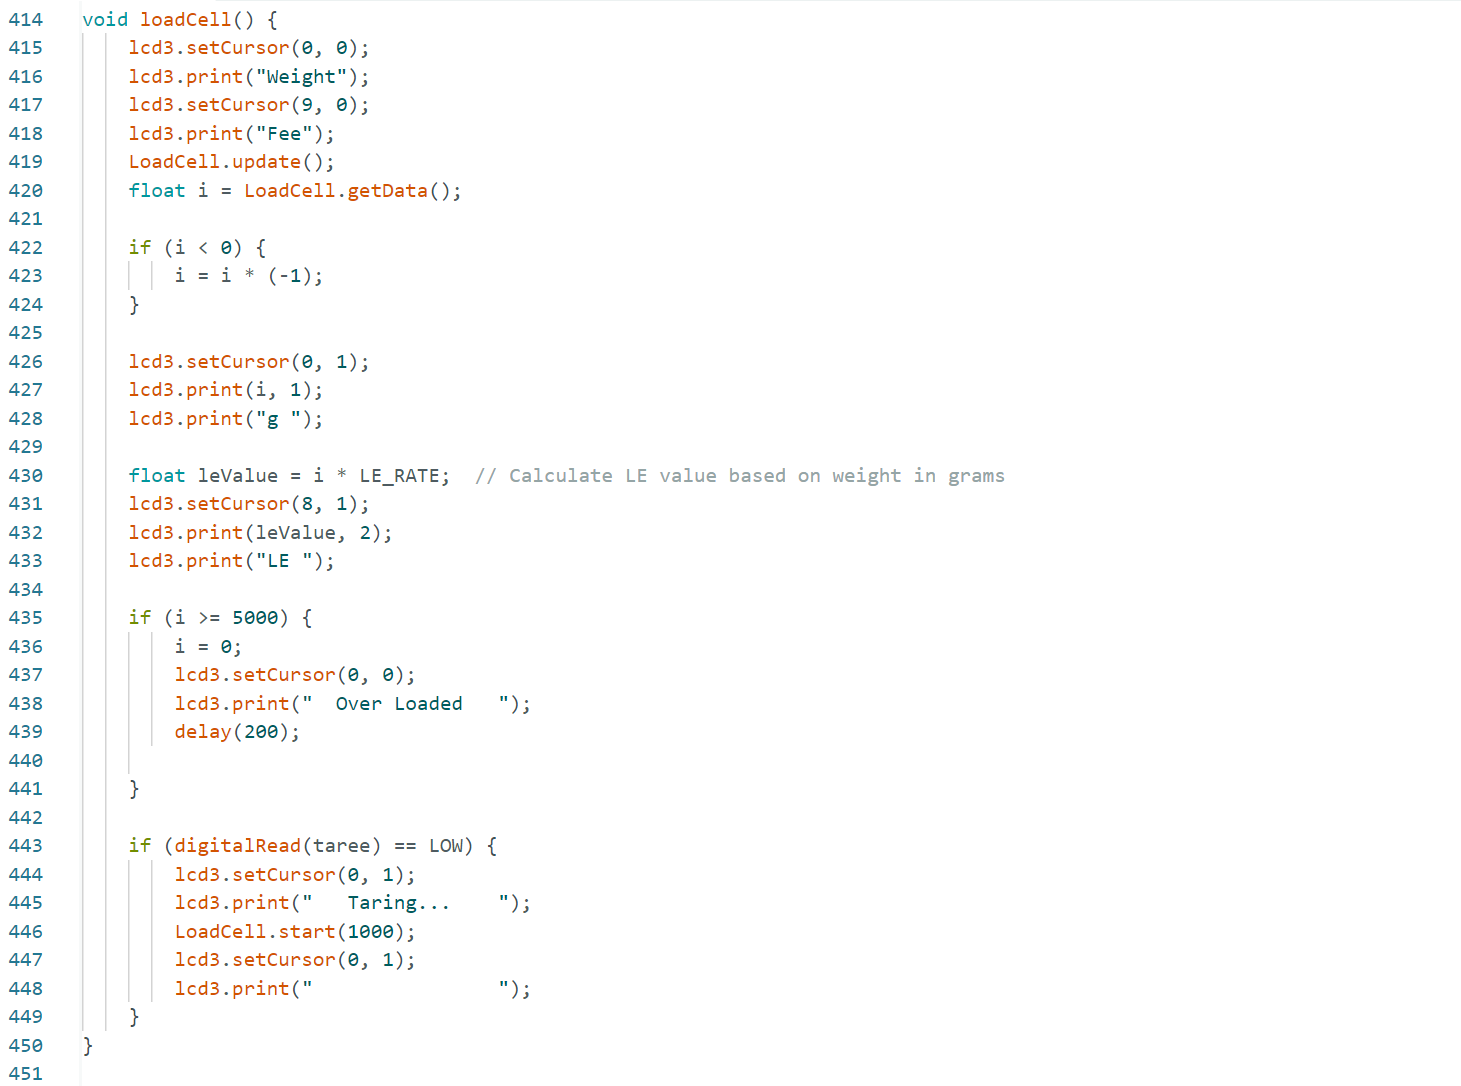 414 void loadCell() {
415 lcd3.setCursor(0, 0);
416 lcd3.print("Weight");
417 lcd3.setCursor(9, 0);
418 lcd3.print("Fee");
419 LoadCell.update();
420 float i = LoadCell.getData();
421
422 if (i < 0) {
423 i = i * (-1);
424 }
425
426 lcd3.setCursor(0, 1);
427 lcd3.print(i, 1);
428 lcd3.print("g ");
429
430 float leValue = i * LE_RATE;  // Calculate LE value based on weight in grams
431 lcd3.setCursor(8, 1);
432 lcd3.print(leValue, 2);
433 lcd3.print("LE ");
434
435 if (i >= 5000) {
436 i = 0;
437 lcd3.setCursor(0, 0);
438 lcd3.print("  Over Loaded   ");
439 delay(200);
440
441 }
442
443 if (digitalRead(taree) == LOW) {
444 lcd3.setCursor(0, 1);
445 lcd3.print("   Taring...    ");
446 LoadCell.start(1000);
447 lcd3.setCursor(0, 1);
448 lcd3.print("                ");
449 }
450 }
451